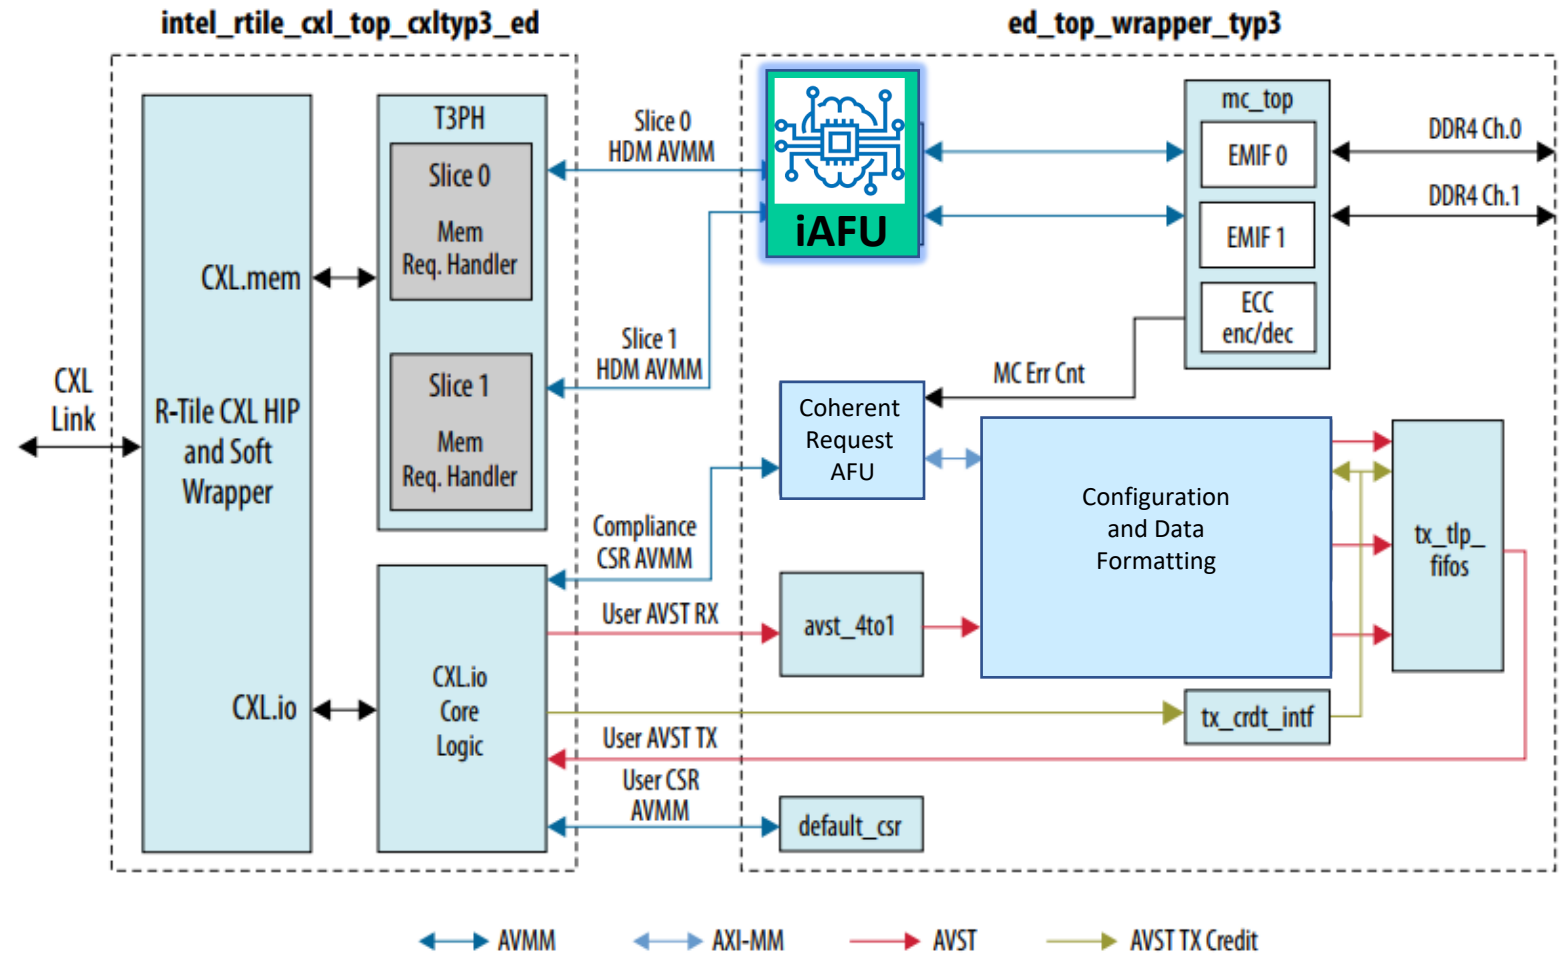 intel_rtile_cxl_top_cxltyp3_ed
ed_top_wrapper_typ3
T3PH
Slice 0
Mem
Req. Handler
Slice 1
Mem
Req. Handler
CXL.mem
CXL
Link
R-Tile CXL HIP
and Soft
Wrapper
CXL.io
CXL.io
Core
Logic
Slice 0
HDM AVMM
Slice 1
HDM AVMM
Compliance
CSR AVMM
User AVST RX
User AVST TX
User CSR
AVMM
iAFU
mc_top
EMIF 0
EMIF 1
ECC
enc/dec
DDR4 Ch.0
DDR4 Ch.1
MC Err Cnt
Coherent
Request
AFU
Configuration
and Data
Formatting
tx_tlp_
fifos
avst_4to1
tx_crdt_intf
default_csr
AVMM
AXI-MM
AVST
AVST TX Credit